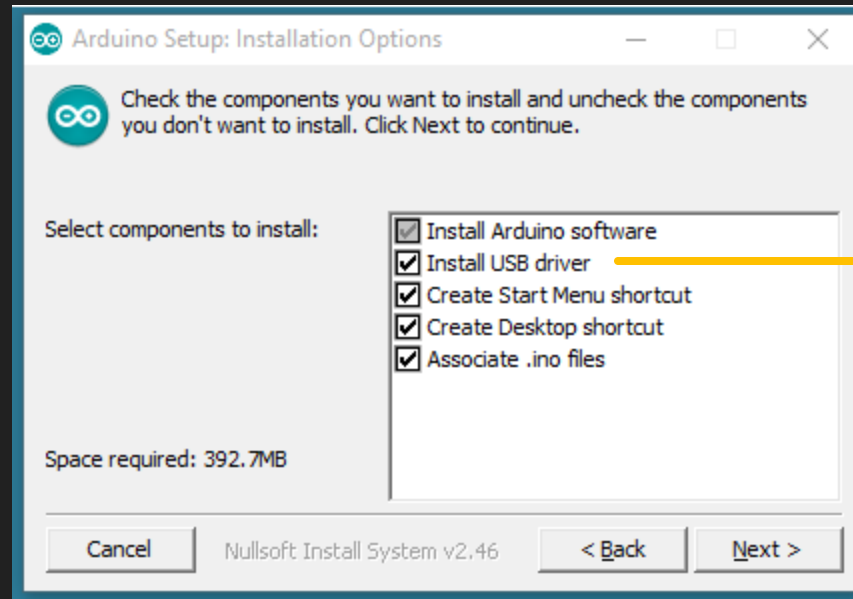 Arduino Setup: Installation Options
Check the components you want to install and uncheck the components
you don't want to install. Click Next to continue.
Select components to install:
Install Arduino software
Install USB driver
Create Start Menu shortcut
Create Desktop shortcut
Associate .ino files
Space required: 392.7MB
Cancel
Nullsoft Install System v2.46
< Back
Next >